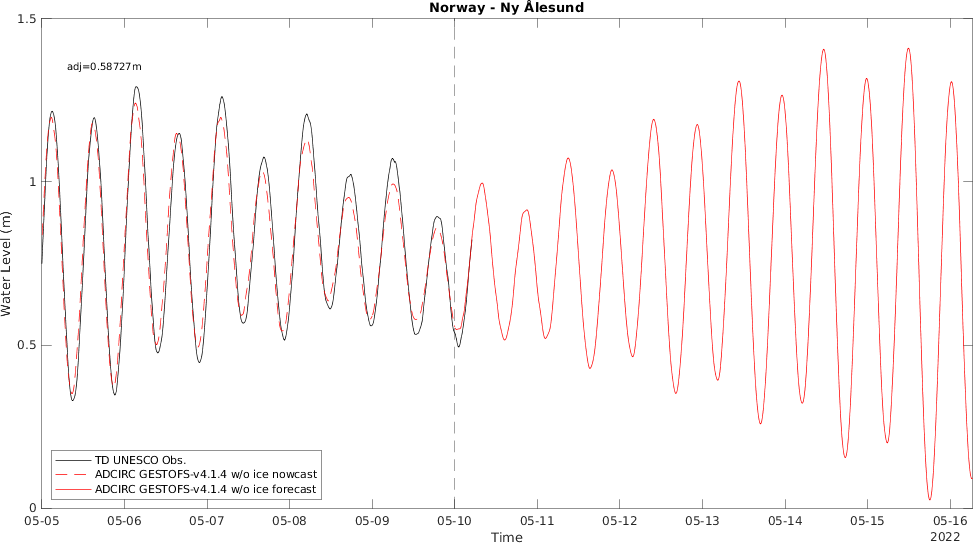 Norway - Ny Ålesund
1.5
adj=0.58727m
1
Water Level (m)
0.5
TD UNESCO Obs.
ADCIRC GESTOFS-v4.1.4 w/o ice nowcast
ADCIRC GESTOFS-v4.1.4 w/o ice forecast
0
05-05 05-06 05-07 05-08 05-09 05-10 05-11 05-12 05-13 05-14 05-15 05-16
Time
2022